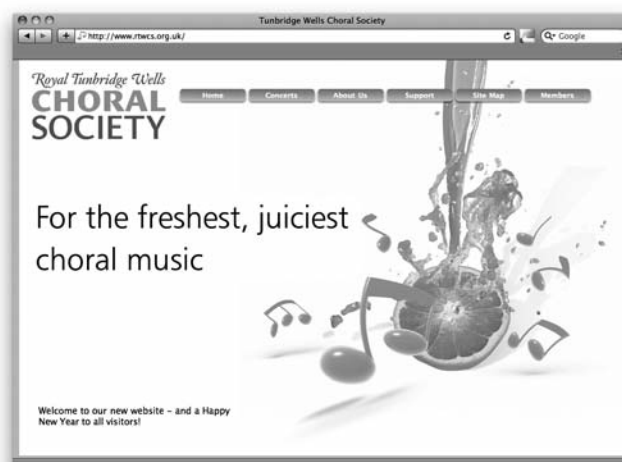 Tunbridge Wells Choral Society
http://www.rtwcs.org.uk/
Google
Royal Tunbridge Wells
CHORAL
SOCIETY
Home Concerts About Us Support Site Map Members
For the freshest, juiciest
choral music
Welcome to our new website – and a Happy
New Year to all visitors!